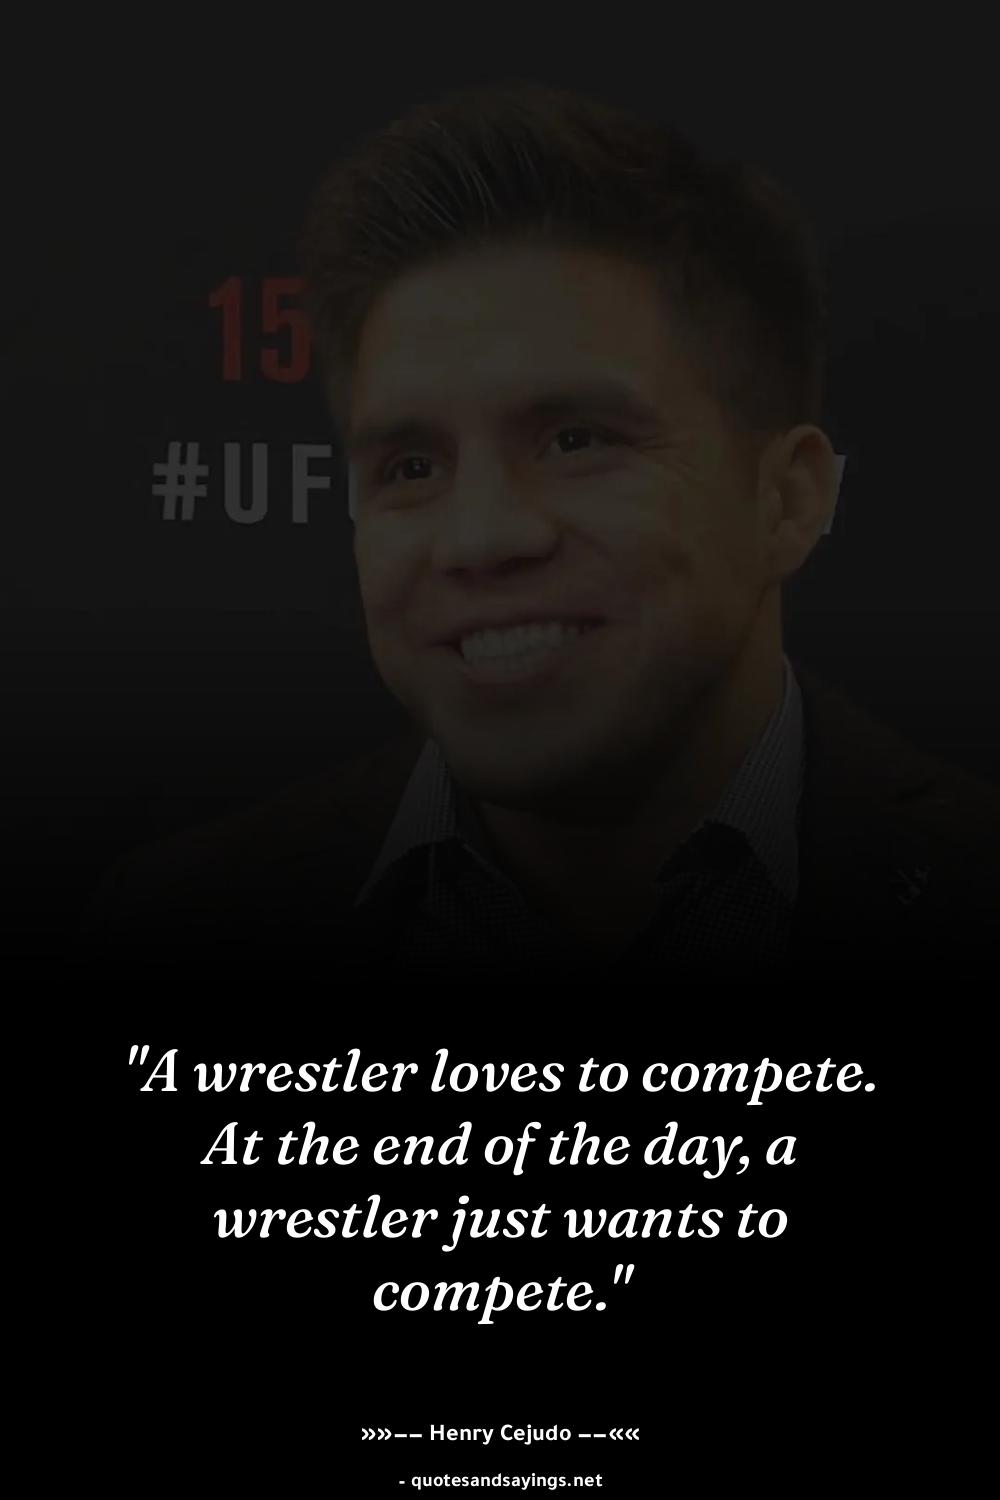 15
#UF
"A wrestler loves to compete.
At the end of the day, a
wrestler just wants to
compete."
»»–– Henry Cejudo ––««
- quotesandsayings.net